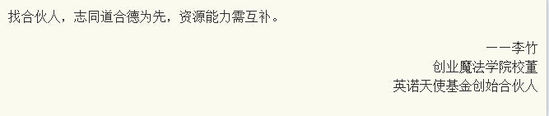 找合伙人，志同道合德为先，资源能力需互补。
——李竹
创业魔法学院校董
英诺天使基金创始合伙人